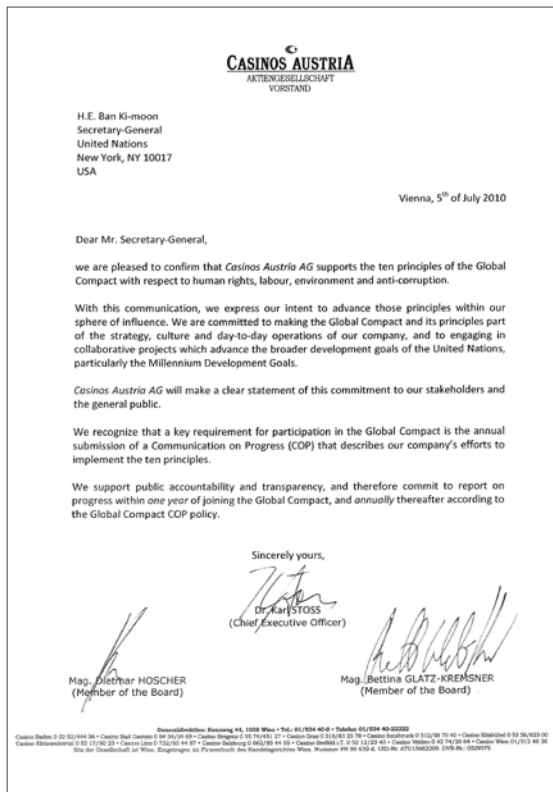 CASINOS AUSTRIA
AKTIENGESELLSCHAFT
VORSTAND
H.E. Ban Ki-moon
Secretary-General
United Nations
New York, NY 10017
USA
Vienna, 5th of July 2010
Dear Mr. Secretary-General,
we are pleased to confirm that Casinos Austria AG supports the ten principles of the Global
Compact with respect to human rights, labour, environment and anti-corruption.
With this communication, we express our intent to advance those principles within our
sphere of influence. We are committed to making the Global Compact and its principles part
of the strategy, culture and day-to-day operations of our company, and to engaging in
collaborative projects which advance the broader development goals of the United Nations,
particularly the Millennium Development Goals.
Casinos Austria AG will make a clear statement of this commitment to our stakeholders and
the general public.
We recognize that a key requirement for participation in the Global Compact is the annual
submission of a Communication on Progress (COP) that describes our company's efforts to
implement the ten principles.
We support public accountability and transparency, and therefore commit to report on
progress within one year of joining the Global Compact, and annually thereafter according to
the Global Compact COP policy.
Sincerely yours,
Dr. Karl STOSS
(Chief Executive Officer)
Mag. Dietmar HOSCHER
(Member of the Board)
Mag. Bettina GLATZ-KREMSNER
(Member of the Board)